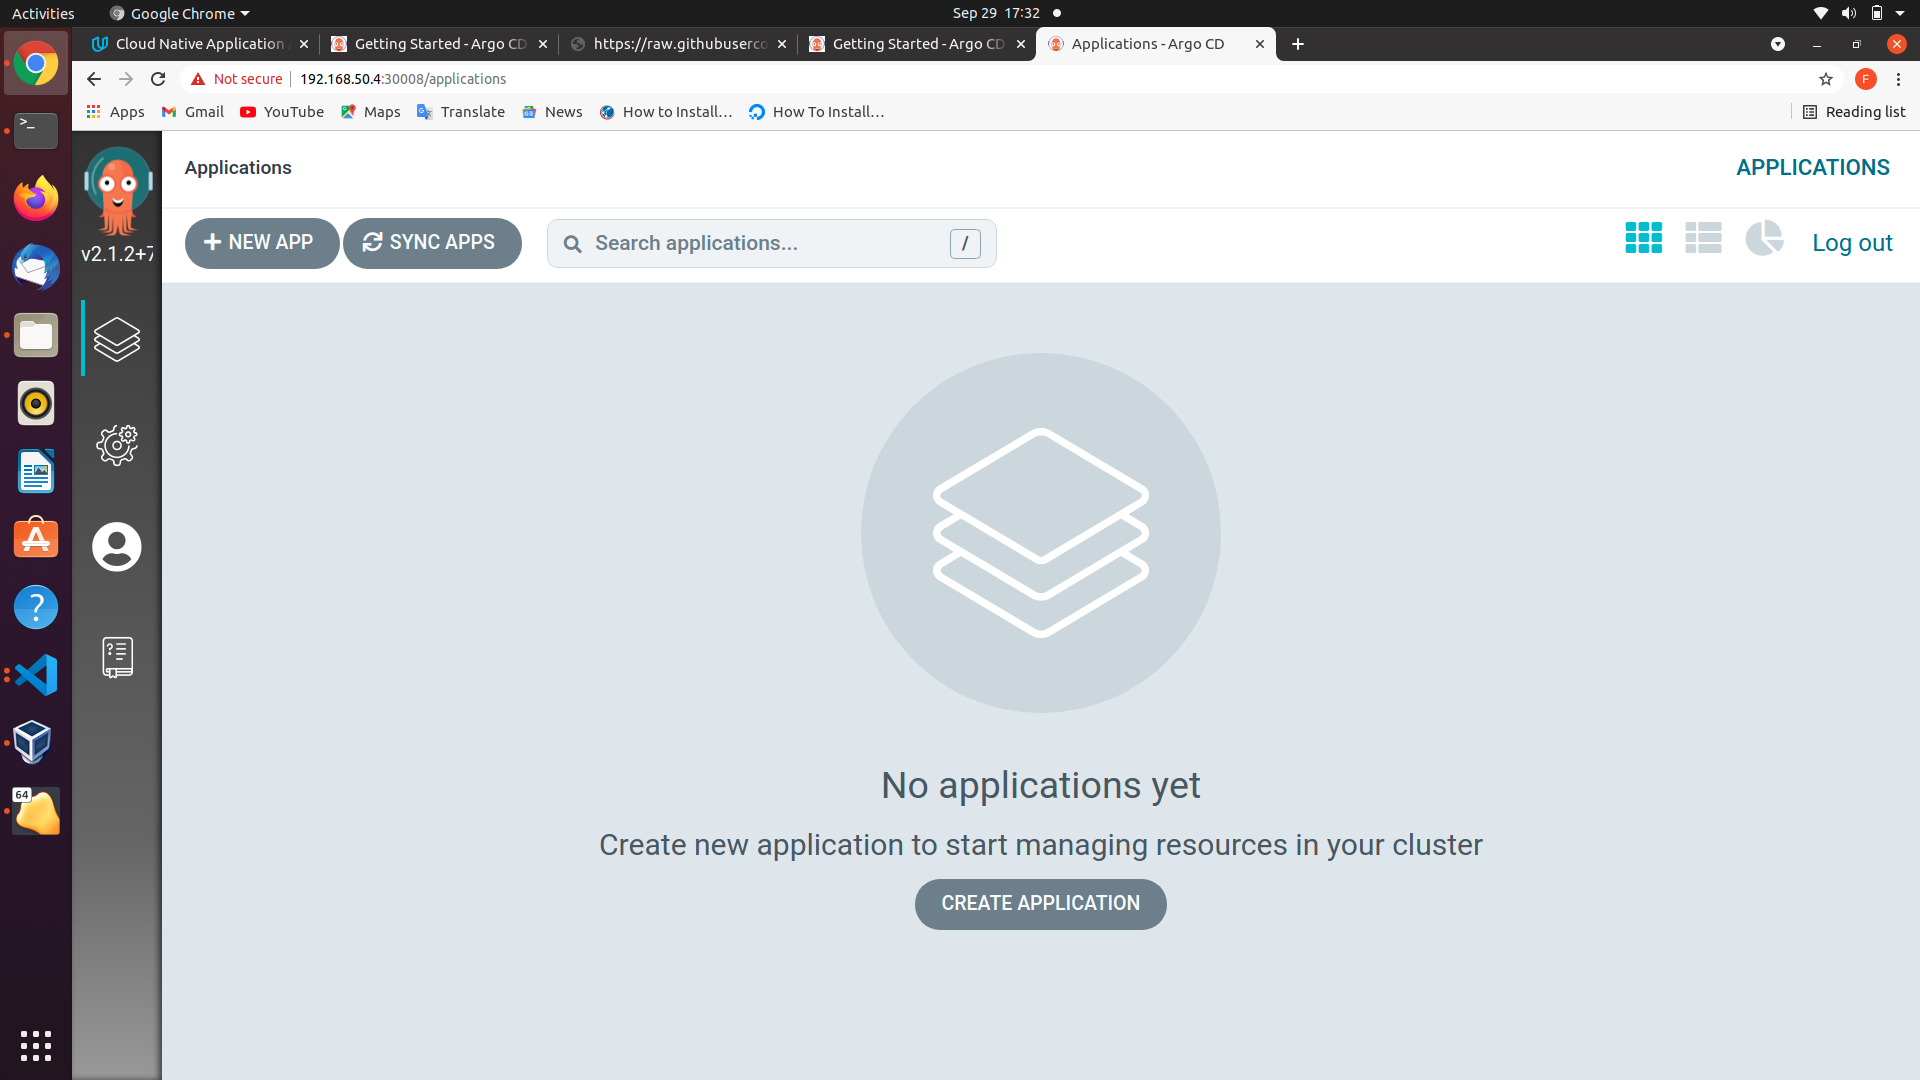 Activities
Google Chrome
Sep 29 17:32
Cloud Native Application
Getting Started - Argo CD
https://raw.githubuserco
Getting Started - Argo CD
Applications - Argo CD
Not secure
192.168.50.4:30008/applications
F
Apps
Gmail
YouTube
Maps
Translate
News
How to Install...
How To Install...
Reading list
v2.1.2+7
Applications
APPLICATIONS
NEW APP
SYNC APPS
Search applications...
/
Log out
64
No applications yet
Create new application to start managing resources in your cluster
CREATE APPLICATION